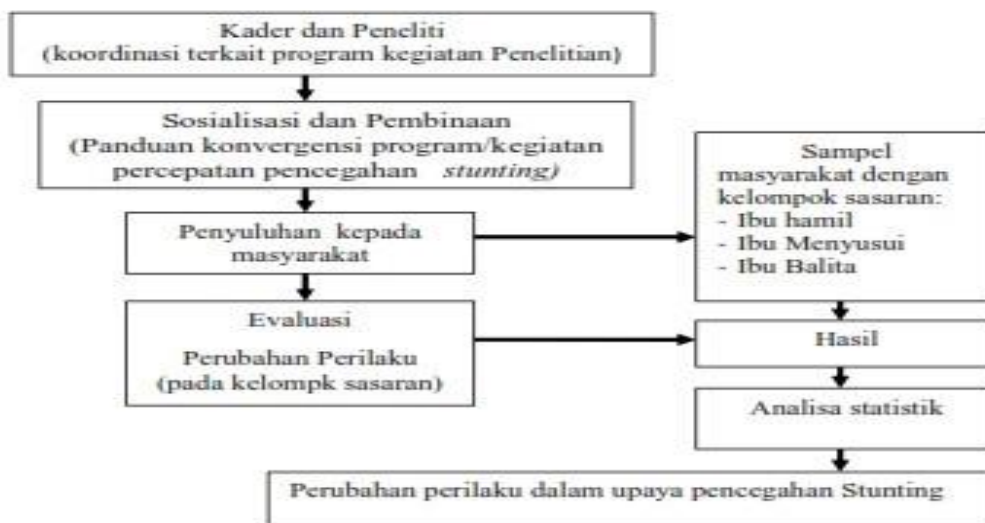 Kader dan Peneliti
(koordinasi terkait program kegiatan Penelitian)
Sosialisasi dan Pembinaan
(Panduan konvergensi program/kegiatan
percepatan pencegahan stunting)
Penyuluhan kepada
masyarakat
Sampel
masyarakat dengan
kelompok sasaran:
- Ibu hamil
- Ibu Menyusui
- Ibu Balita
Evaluasi
Perubahan Perilaku
(pada kelompk sasaran)
Hasil
Analisa statistik
Perubahan perilaku dalam upaya pencegahan Stunting